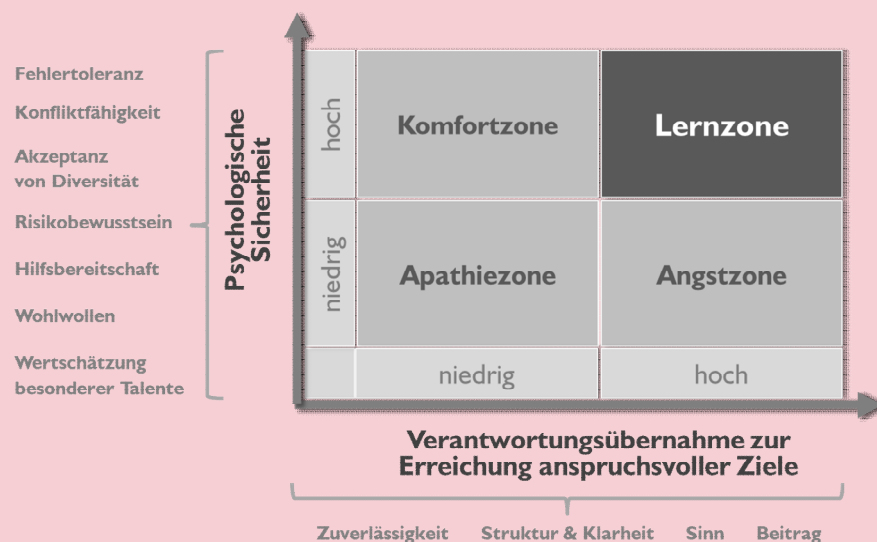 Fehlertoleranz
Konfliktfähigkeit
Akzeptanz
von Diversität
Risikobewusstsein
Hilfsbereitschaft
Wohlwollen
Wertschätzung
besonderer Talente
Psychologische
Sicherheit
hoch
niedrig
Komfortzone
Lernzone
Apathiezone
Angstzone
niedrig
hoch
Verantwortungsübernahme zur
Erreichung anspruchsvoller Ziele
Zuverlässigkeit Struktur & Klarheit Sinn Beitrag